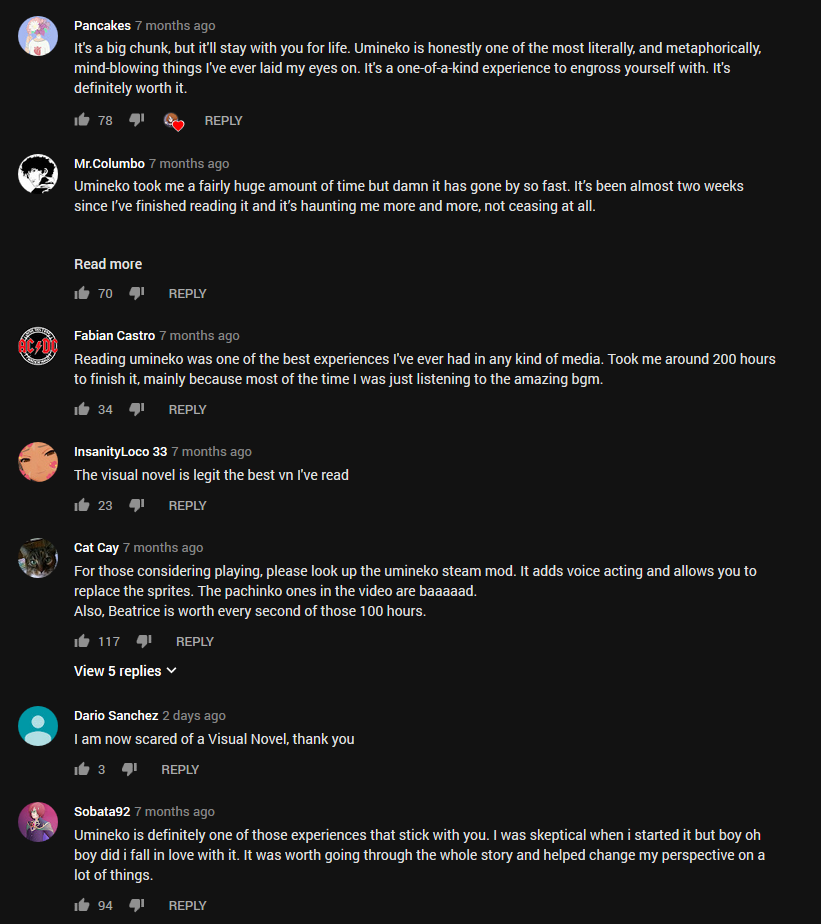 Pancakes 7 months ago
It's a big chunk, but it'll stay with you for life. Umineko is honestly one of the most literally, and metaphorically,
mind-blowing things I've ever laid my eyes on. It's a one-of-a-kind experience to engross yourself with. It's
definitely worth it.
78 REPLY
Mr.Columbo 7 months ago
Umineko took me a fairly huge amount of time but damn it has gone by so fast. It's been almost two weeks
since I've finished reading it and it's haunting me more and more, not ceasing at all.
Read more
70 REPLY
AC/DC
Fabian Castro 7 months ago
Reading umineko was one of the best experiences I've ever had in any kind of media. Took me around 200 hours
to finish it, mainly because most of the time I was just listening to the amazing bgm.
34 REPLY
InsanityLoco 33 7 months ago
The visual novel is legit the best vn I've read
23 REPLY
Cat Cay 7 months ago
For those considering playing, please look up the umineko steam mod. It adds voice acting and allows you to
replace the sprites. The pachinko ones in the video are baaaaad.
Also, Beatrice is worth every second of those 100 hours.
117 REPLY
View 5 replies
Dario Sanchez 2 days ago
I am now scared of a Visual Novel, thank you
3 REPLY
Sobata92 7 months ago
Umineko is definitely one of those experiences that stick with you. I was skeptical when i started it but boy oh
boy did i fall in love with it. It was worth going through the whole story and helped change my perspective on a
lot of things.
94 REPLY